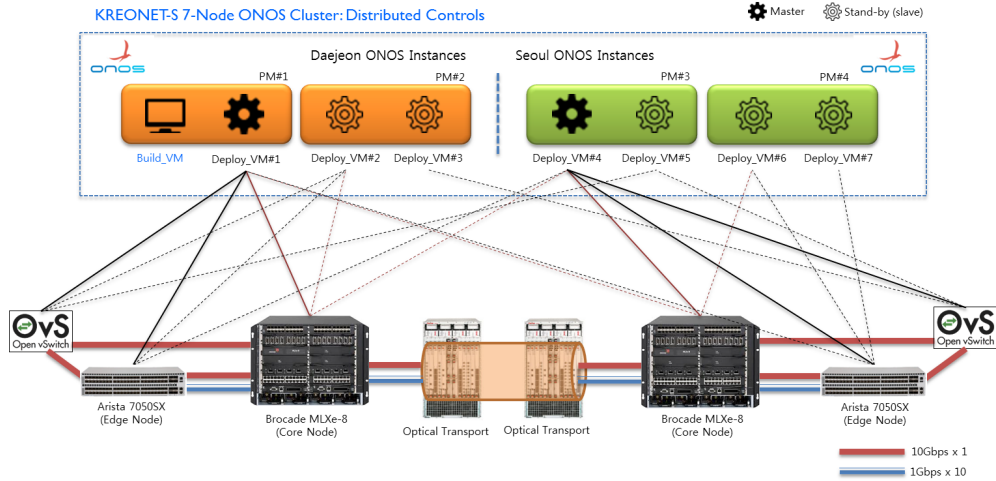 KREONET-S 7-Node ONOS Cluster: Distributed Controls
Master
Stand-by (slave)
onos
Daejeon ONOS Instances
Seoul ONOS Instances
onos
PM#1
PM#2
PM#3
PM#4
Build_VM
Deploy_VM#1
Deploy_VM#2
Deploy_VM#3
Deploy_VM#4
Deploy_VM#5
Deploy_VM#6
Deploy_VM#7
OvS
Open vSwitch
OvS
Open vSwitch
Arista 7050SX
(Edge Node)
Brocade MLXe-8
(Core Node)
Optical Transport
Optical Transport
Brocade MLXe-8
(Core Node)
Arista 7050SX
(Edge Node)
10Gbps x 1
1Gbps x 10